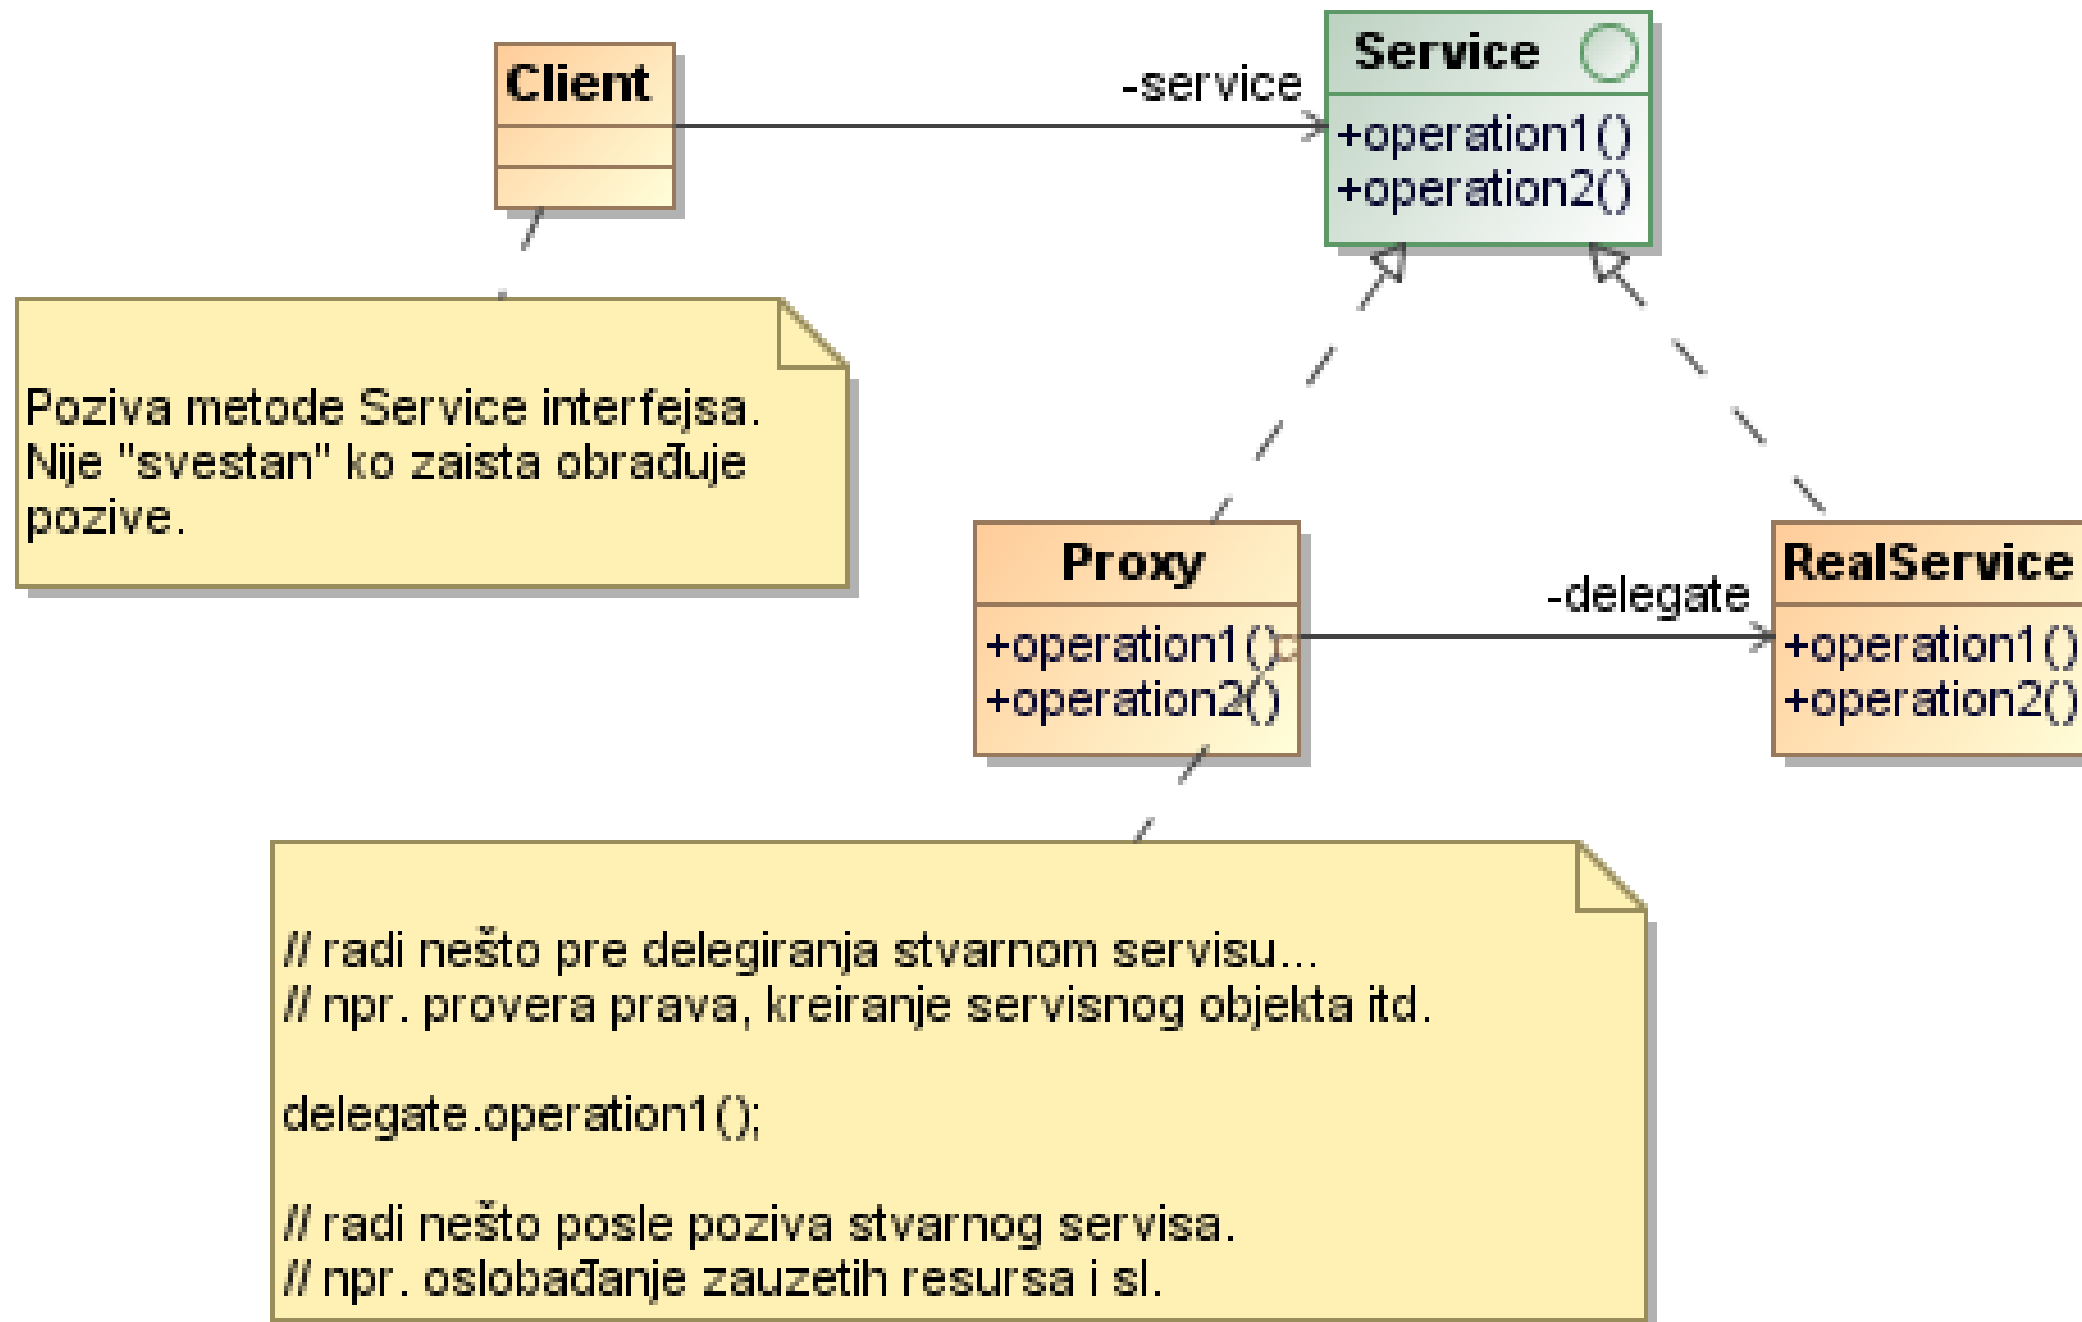 Client
-service
Service
+operation1()
+operation2()
Poziva metode Service interfejsa.
Nije "svestan" ko zaista obrađuje
pozive.
Proxy
+operation1()
+operation2()
-delegate
RealService
+operation1()
+operation2()
// radi nešto pre delegiranja stvarnom servisu...
// npr. provera prava, kreiranje servisnog objekta itd.
delegate.operation1();
// radi nešto posle poziva stvarnog servisa.
// npr. oslobađanje zauzetih resursa i sl.